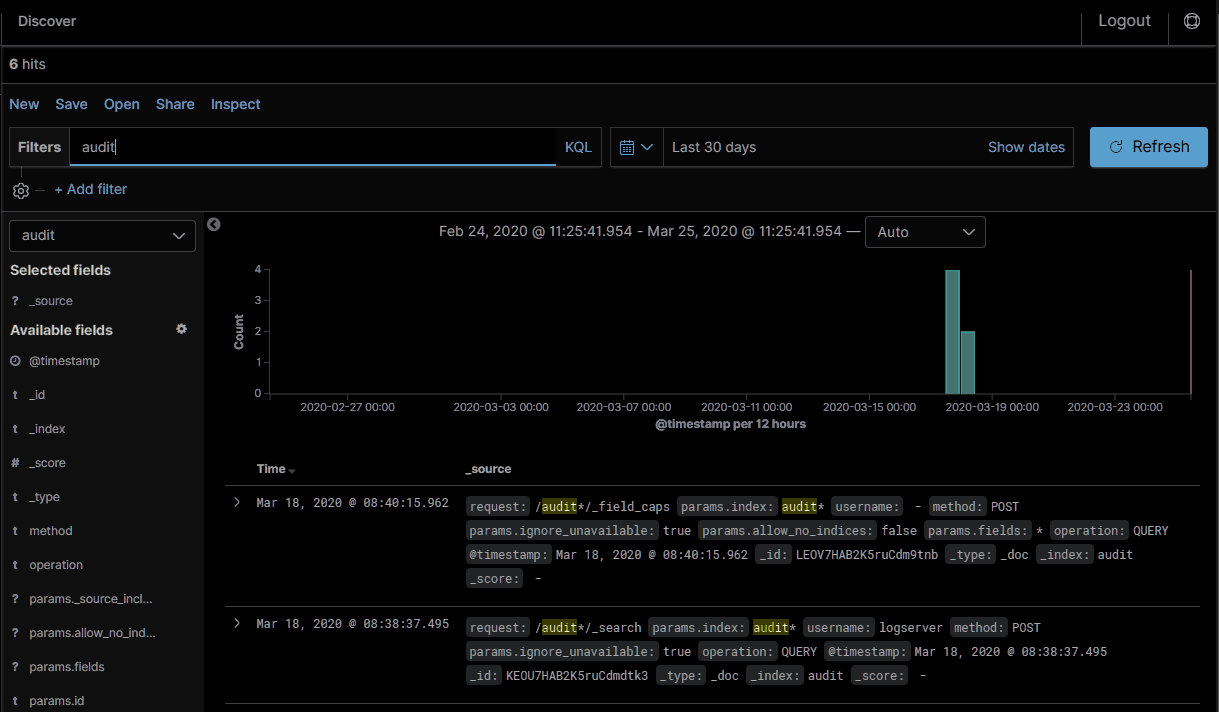 Discover
Logout
6 hits
New Save Open Share Inspect
Filters audit KQL Last 30 days Show dates Refresh
+ Add filter
audit
Feb 24, 2020 @ 11:25:41.954 - Mar 25, 2020 @ 11:25:41.954 — Auto
Selected fields
? _source
Available fields
@timestamp
t _id
t _index
# _score
t _type
t method
t operation
? params._source_incl...
? params.allow_no_ind...
? params.fields
t params.id
Count
4
3
2
1
0
2020-02-27 00:00 2020-03-03 00:00 2020-03-07 00:00 2020-03-11 00:00 2020-03-15 00:00 2020-03-19 00:00 2020-03-23 00:00
@timestamp per 12 hours
Time _source
Mar 18, 2020 @ 08:40:15.962
request: /audit*/_field_caps params.index: audit* username: - method: POST
params.ignore_unavailable: true params.allow_no_indices: false params.fields: * operation: QUERY
@timestamp: Mar 18, 2020 @ 08:40:15.962 _id: LEOV7HAB2K5ruCdm9tnb _type: _doc _index: audit
_score: -
Mar 18, 2020 @ 08:38:37.495
request: /audit*/_search params.index: audit* username: logserver method: POST
params.ignore_unavailable: true operation: QUERY @timestamp: Mar 18, 2020 @ 08:38:37.495
_id: KEOU7HAB2K5ruCdmdtk3 _type: _doc _index: audit _score: -